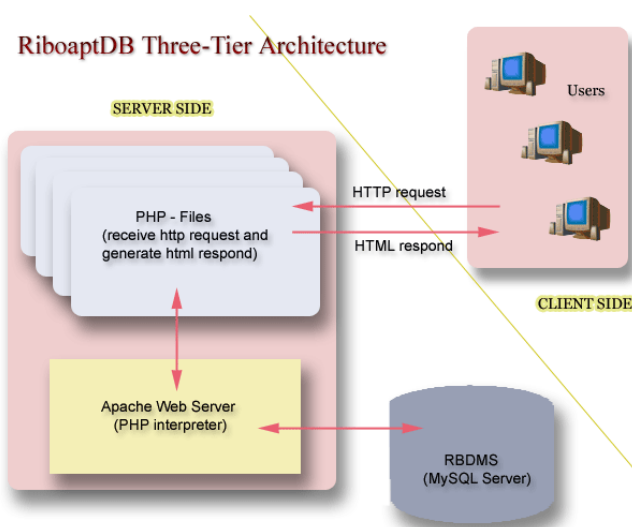 RiboaptDB Three-Tier Architecture
Users
SERVER SIDE
HTTP request
PHP - Files
(receive http request and
generate html respond)
HTML respond
CLIENT SIDE
Apache Web Server
(PHP interpreter)
RBDMS
(MySQL Server)